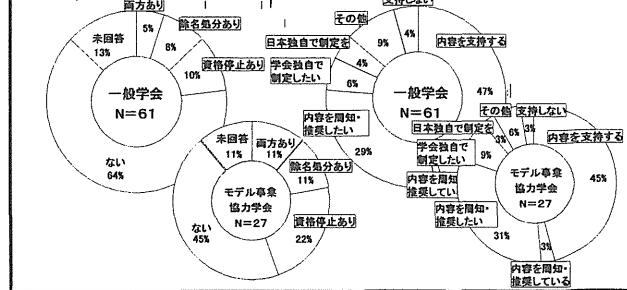 両方あり
5%
除名処分あり
8%
資格停止あり
10%
未回答
13%
一般学会
N=61
ない
64%
未回答
11%
両方あり
11%
除名処分あり
11%
資格停止あり
22%
モデル事業
協力学会
N=27
ない
45%
支持しない
4%
その他
9%
日本独自で制定を
4%
学会独自で
制定したい
6%
内容を周知・
推奨したい
29%
内容を支持する
47%
一般学会
N=61
内容を周知・
推奨してい
支持しない
3%
その他
6%
日本独自で制定を
3%
学会独自で
制定したい
9%
内容を支持する
45%
モデル事業
協力学会
N=27
内容を周知・
推奨したい
31%
3%
内容を周知・
推奨している